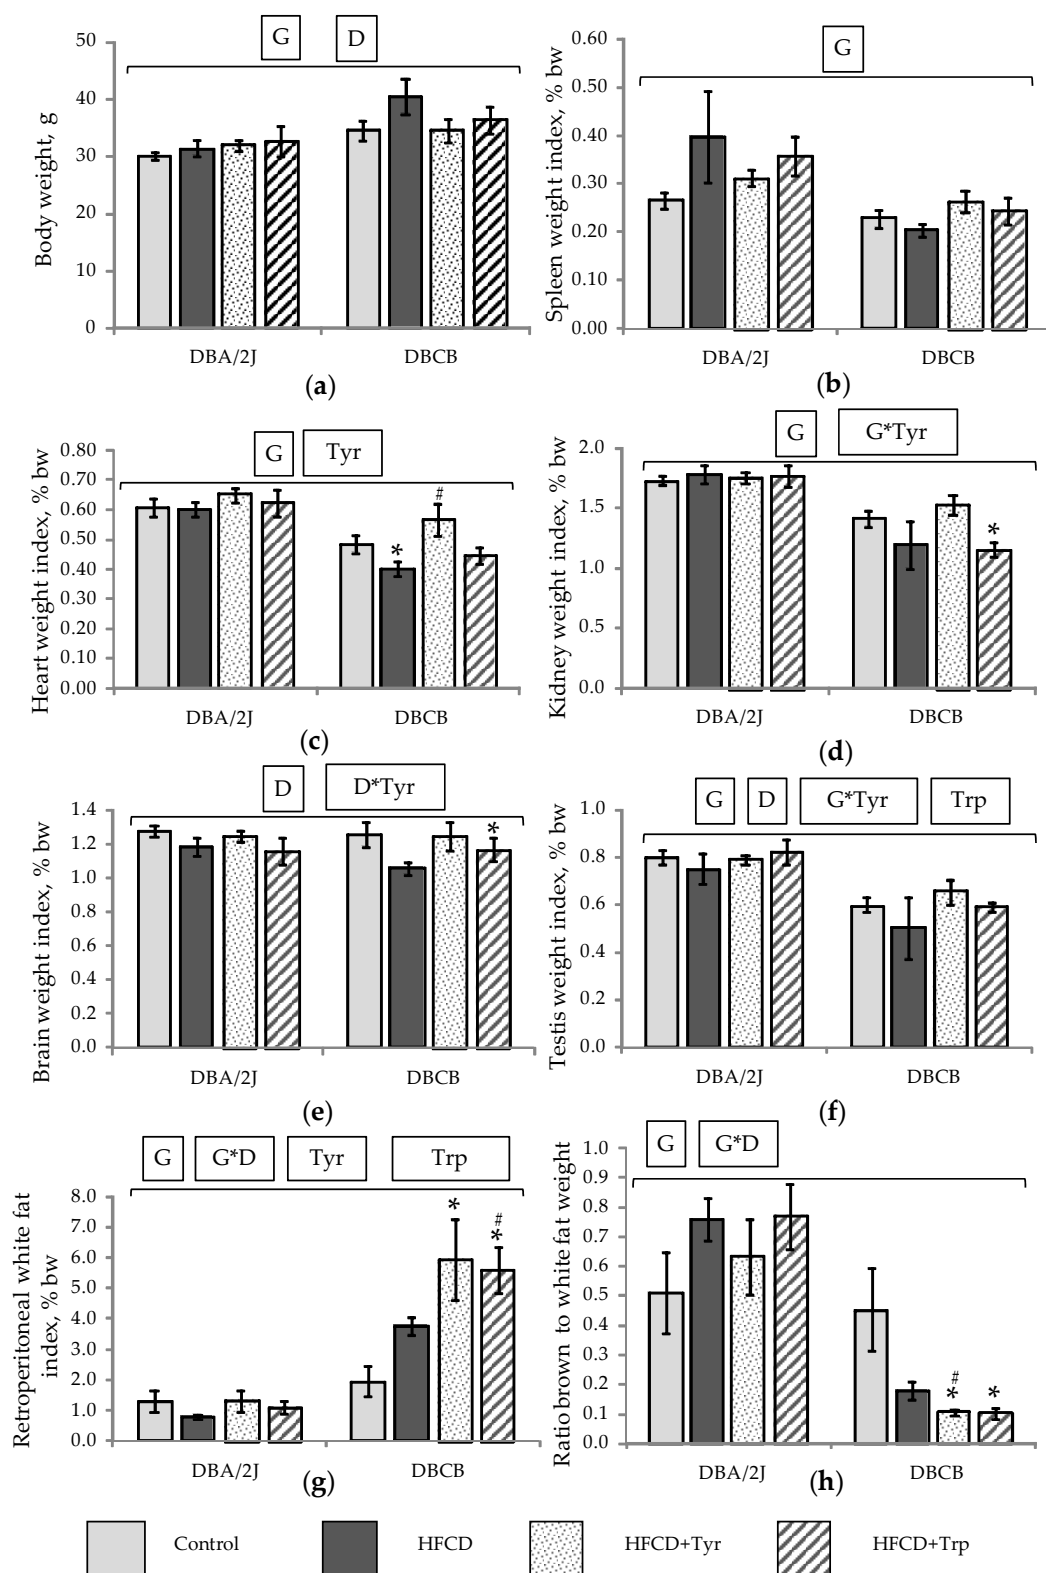 G D
Body weight, g
50
40
30
20
10
0
DBA/2J DBCB
(a)
G
Spleen weight index, % bw
0.60
0.50
0.40
0.30
0.20
0.10
0.00
DBA/2J DBCB
(b)
G Tyr
Heart weight index, % bw
0.80
0.70
0.60
0.50
0.40
0.30
0.20
0.10
0.00
* #
DBA/2J DBCB
(c)
G G*Tyr
Kidney weight index, % bw
2.0
1.5
1.0
0.5
0.0
*
DBA/2J DBCB
(d)
D D*Tyr
Brain weight index, % bw
1.4
1.2
1.0
0.8
0.6
0.4
0.2
0.0
*
DBA/2J DBCB
(e)
G D G*Tyr Trp
Testis weight index, % bw
1.0
0.8
0.6
0.4
0.2
0.0
DBA/2J DBCB
(f)
G G*D Tyr Trp
Retroperitoneal white fat
index, % bw
8.0
7.0
6.0
5.0
4.0
3.0
2.0
1.0
0.0
* #
*
DBA/2J DBCB
(g)
G G*D
Ratio brown to white fat weight
1
0.9
0.8
0.7
0.6
0.5
0.4
0.3
0.2
0.1
0.0
#
* *
DBA/2J DBCB
(h)
Control HFCD HFCD+Tyr HFCD+Trp